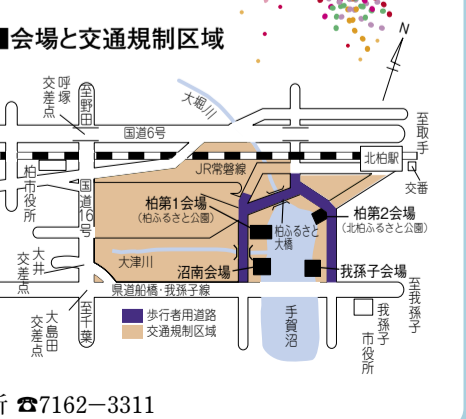 ■会場と交通規制区域
N
呼塚
交差点
至野田
大堀川
国道6号
至取手
JR常磐線
北柏駅
交番
柏市役所
国道16号
柏第1会場
(柏ふるさと公園)
柏ふるさと
大橋
柏第2会場
(北柏ふるさと公園)
大井
交差点
大津川
沼南会場
我孫子会場
県道船橋・我孫子線
至我孫子
大島田
交差点
至千葉
歩行者用道路
交通規制区域
手賀沼
我孫子
市役所
所 ☎7162−3311